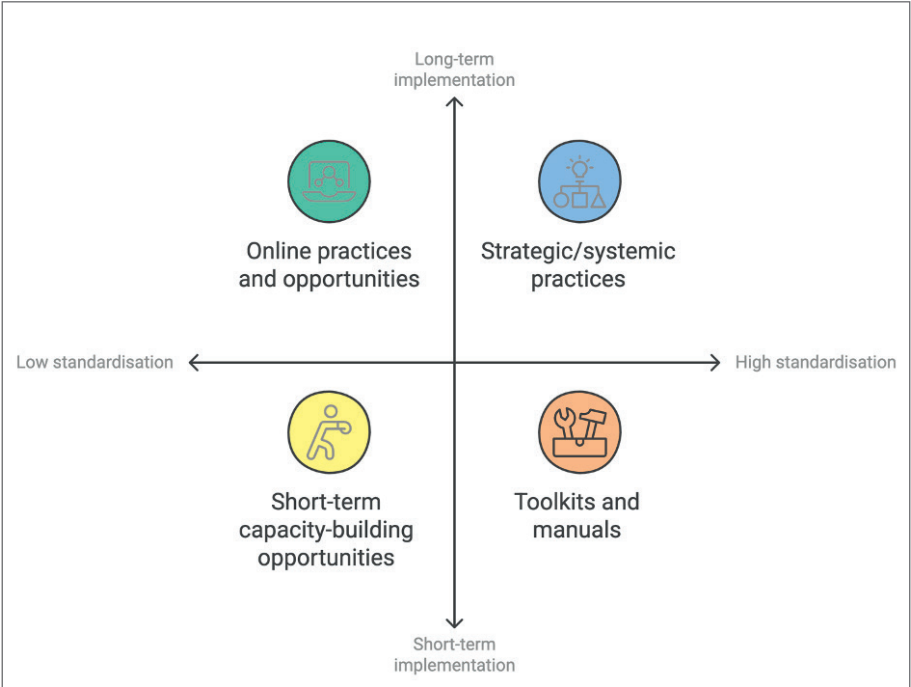 Long-term
implementation
Online practices
and opportunities
Strategic/systemic
practices
Low standardisation
High standardisation
Short-term
capacity-building
opportunities
Toolkits and
manuals
Short-term
implementation